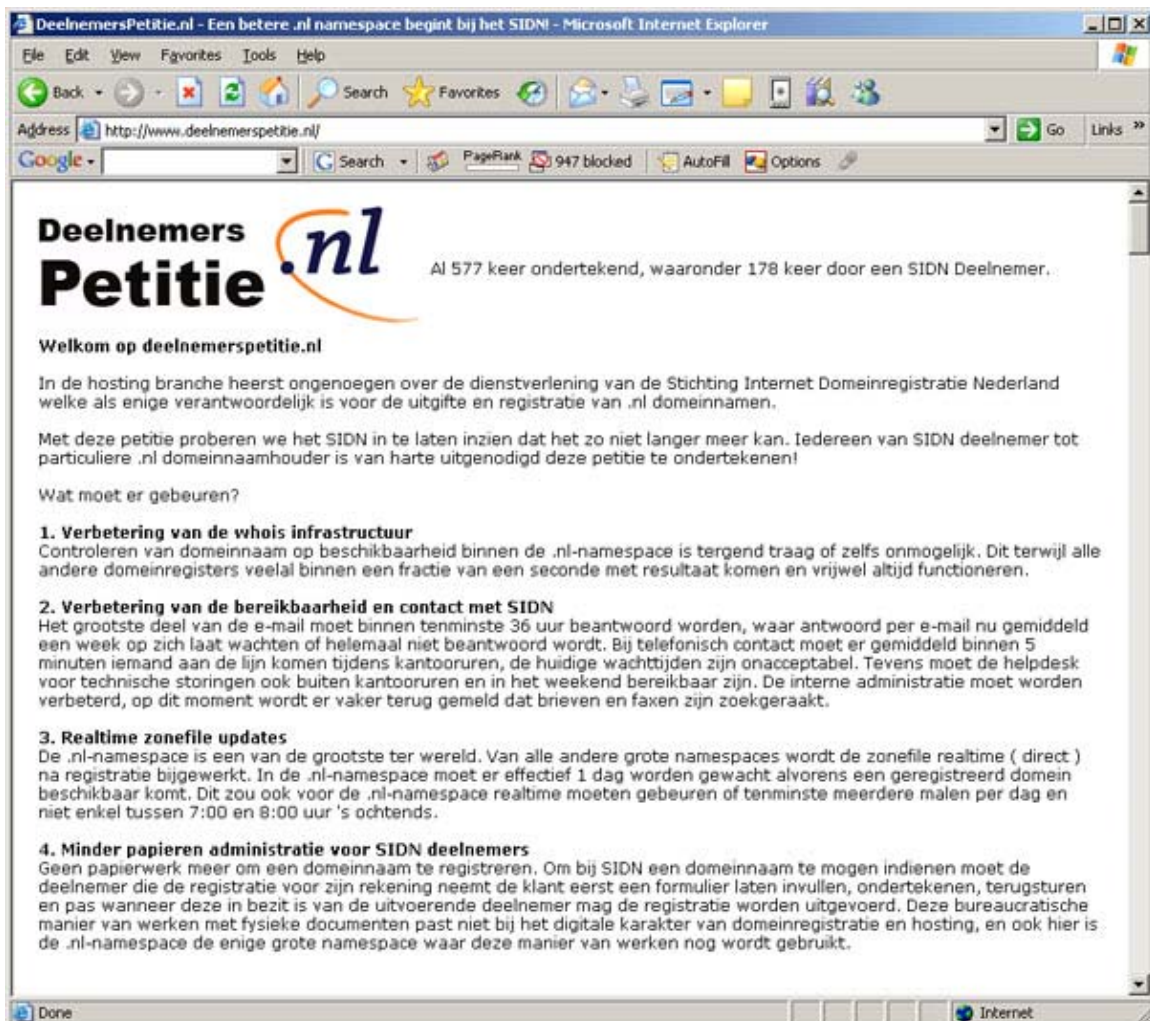 DeelnemersPetitie.nl - Een betere .nl namespace begint bij het SIDN! - Microsoft Internet Explorer
File Edit View Favorites Tools Help
Back Search Favorites
Address http://www.deelnemerspetitie.nl/ Go Links »
Google Search PageRank 947 blocked AutoFill Options
Deelnemers
Petitie
.nl
Al 577 keer ondertekend, waaronder 178 keer door een SIDN Deelnemer.
Welkom op deelnemerspetitie.nl
In de hosting branche heerst ongenoegen over de dienstverlening van de Stichting Internet Domeinregistratie Nederland
welke als enige verantwoordelijk is voor de uitgifte en registratie van .nl domeinnamen.
Met deze petitie proberen we het SIDN in te laten inzien dat het zo niet langer meer kan. Iedereen van SIDN deelnemer tot
particuliere .nl domeinnaamhouder is van harte uitgenodigd deze petitie te ondertekenen!
Wat moet er gebeuren?
1. Verbetering van de whois infrastructuur
Controleren van domeinnaam op beschikbaarheid binnen de .nl-namespace is tergend traag of zelfs onmogelijk. Dit terwijl alle
andere domeinregisters veelal binnen een fractie van een seconde met resultaat komen en vrijwel altijd functioneren.
2. Verbetering van de bereikbaarheid en contact met SIDN
Het grootste deel van de e-mail moet binnen tenminste 36 uur beantwoord worden, waar antwoord per e-mail nu gemiddeld
een week op zich laat wachten of helemaal niet beantwoord wordt. Bij telefonisch contact moet er gemiddeld binnen 5
minuten iemand aan de lijn komen tijdens kantooruren, de huidige wachttijden zijn onacceptabel. Tevens moet de helpdesk
voor technische storingen ook buiten kantooruren en in het weekend bereikbaar zijn. De interne administratie moet worden
verbeterd, op dit moment wordt er vaker terug gemeld dat brieven en faxen zijn zoekgeraakt.
3. Realtime zonefile updates
De .nl-namespace is een van de grootste ter wereld. Van alle andere grote namespaces wordt de zonefile realtime ( direct )
na registratie bijgewerkt. In de .nl-namespace moet er effectief 1 dag worden gewacht alvorens een geregistreerd domein
beschikbaar komt. Dit zou ook voor de .nl-namespace realtime moeten gebeuren of tenminste meerdere malen per dag en
niet enkel tussen 7:00 en 8:00 uur 's ochtends.
4. Minder papieren administratie voor SIDN deelnemers
Geen papierwerk meer om een domeinnaam te registreren. Om bij SIDN een domeinnaam te mogen indienen moet de
deelnemer die de registratie voor zijn rekening neemt de klant eerst een formulier laten invullen, ondertekenen, terugsturen
en pas wanneer deze in bezit is van de uitvoerende deelnemer mag de registratie worden uitgevoerd. Deze bureaucratische
manier van werken met fysieke documenten past niet bij het digitale karakter van domeinregistratie en hosting, en ook hier is
de .nl-namespace de enige grote namespace waar deze manier van werken nog wordt gebruikt.
Done Internet